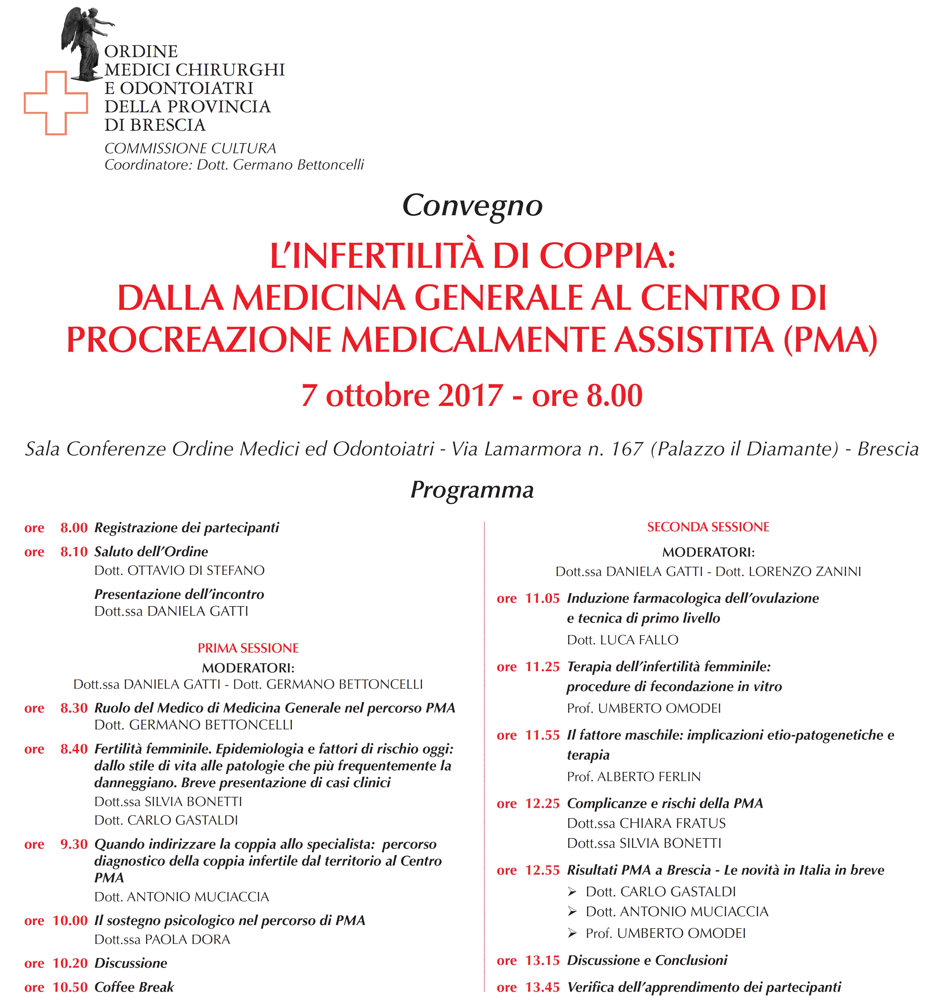 ORDINE
MEDICI CHIRURGHI
E ODONTOIATRI
DELLA PROVINCIA
DI BRESCIA
COMMISSIONE CULTURA
Coordinatore: Dott. Germano Bettoncelli
Convegno
L’INFERTILITÀ DI COPPIA:
DALLA MEDICINA GENERALE AL CENTRO DI
PROCREAZIONE MEDICALMENTE ASSISTITA (PMA)
7 ottobre 2017 - ore 8.00
Sala Conferenze Ordine Medici ed Odontoiatri - Via Lamarmora n. 167 (Palazzo il Diamante) - Brescia
Programma
ore 8.00 Registrazione dei partecipanti
ore 8.10 Saluto dell’Ordine
Dott. OTTAVIO DI STEFANO
Presentazione dell’incontro
Dott.ssa DANIELA GATTI
PRIMA SESSIONE
MODERATORI:
Dott.ssa DANIELA GATTI - Dott. GERMANO BETTONCELLI
ore 8.30 Ruolo del Medico di Medicina Generale nel percorso PMA
Dott. GERMANO BETTONCELLI
ore 8.40 Fertilità femminile. Epidemiologia e fattori di rischio oggi:
dallo stile di vita alle patologie che più frequentemente la
danneggiano. Breve presentazione di casi clinici
Dott.ssa SILVIA BONETTI
Dott. CARLO GASTALDI
ore 9.30 Quando indirizzare la coppia allo specialista: percorso
diagnostico della coppia infertile dal territorio al Centro
PMA
Dott. ANTONIO MUCIACCIA
ore 10.00 Il sostegno psicologico nel percorso di PMA
Dott.ssa PAOLA DORA
ore 10.20 Discussione
ore 10.50 Coffee Break
SECONDA SESSIONE
MODERATORI:
Dott.ssa DANIELA GATTI - Dott. LORENZO ZANINI
ore 11.05 Induzione farmacologica dell’ovulazione
e tecnica di primo livello
Dott. LUCA FALLO
ore 11.25 Terapia dell’infertilità femminile:
procedure di fecondazione in vitro
Prof. UMBERTO OMODEI
ore 11.55 Il fattore maschile: implicazioni etio-patogenetiche e
terapia
Prof. ALBERTO FERLIN
ore 12.25 Complicanze e rischi della PMA
Dott.ssa CHIARA FRATUS
Dott.ssa SILVIA BONETTI
ore 12.55 Risultati PMA a Brescia - Le novità in Italia in breve
➢ Dott. CARLO GASTALDI
➢ Dott. ANTONIO MUCIACCIA
➢ Prof. UMBERTO OMODEI
ore 13.15 Discussione e Conclusioni
ore 13.45 Verifica dell’apprendimento dei partecipanti